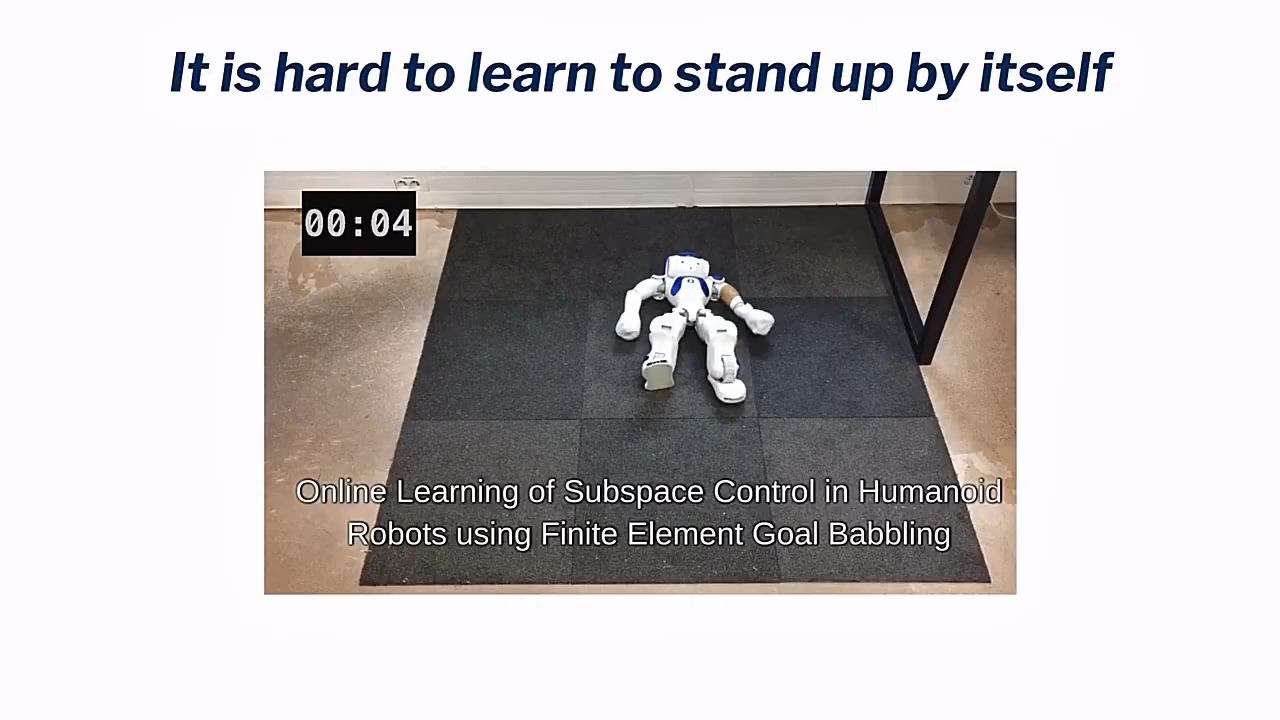 It is hard to learn to stand up by itself
00:04
Online Learning of Subspace Control in Humanoid
Robots using Finite Element Goal Babbling